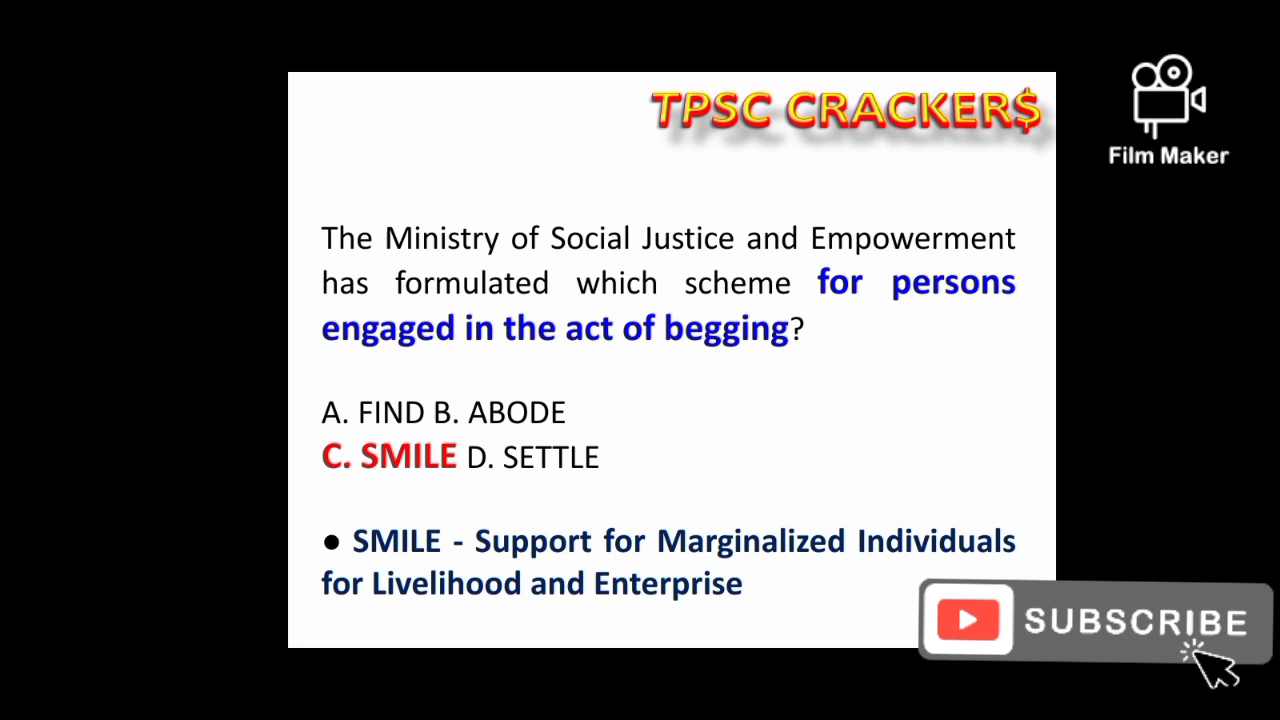 TPSC CRACKER$
Film Maker
The Ministry of Social Justice and Empowerment
has formulated which scheme for persons
engaged in the act of begging?
A. FIND B. ABODE
C. SMILE D. SETTLE
● SMILE - Support for Marginalized Individuals
for Livelihood and Enterprise
SUBSCRIBE